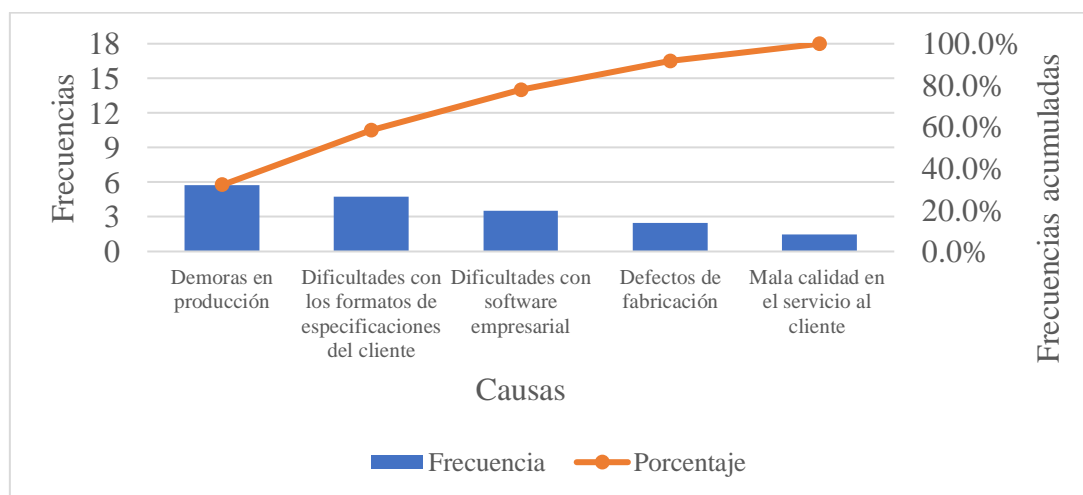 Frecuencias
18
15
12
9
6
3
0
100.0%
80.0%
60.0%
40.0%
20.0%
0.0%
Frecuencias acumuladas
Demoras en
producción
Dificultades con
los formatos de
especificaciones
del cliente
Dificultades con
software
empresarial
Defectos de
fabricación
Mala calidad en
el servicio al
cliente
Causas
Frecuencia
Porcentaje